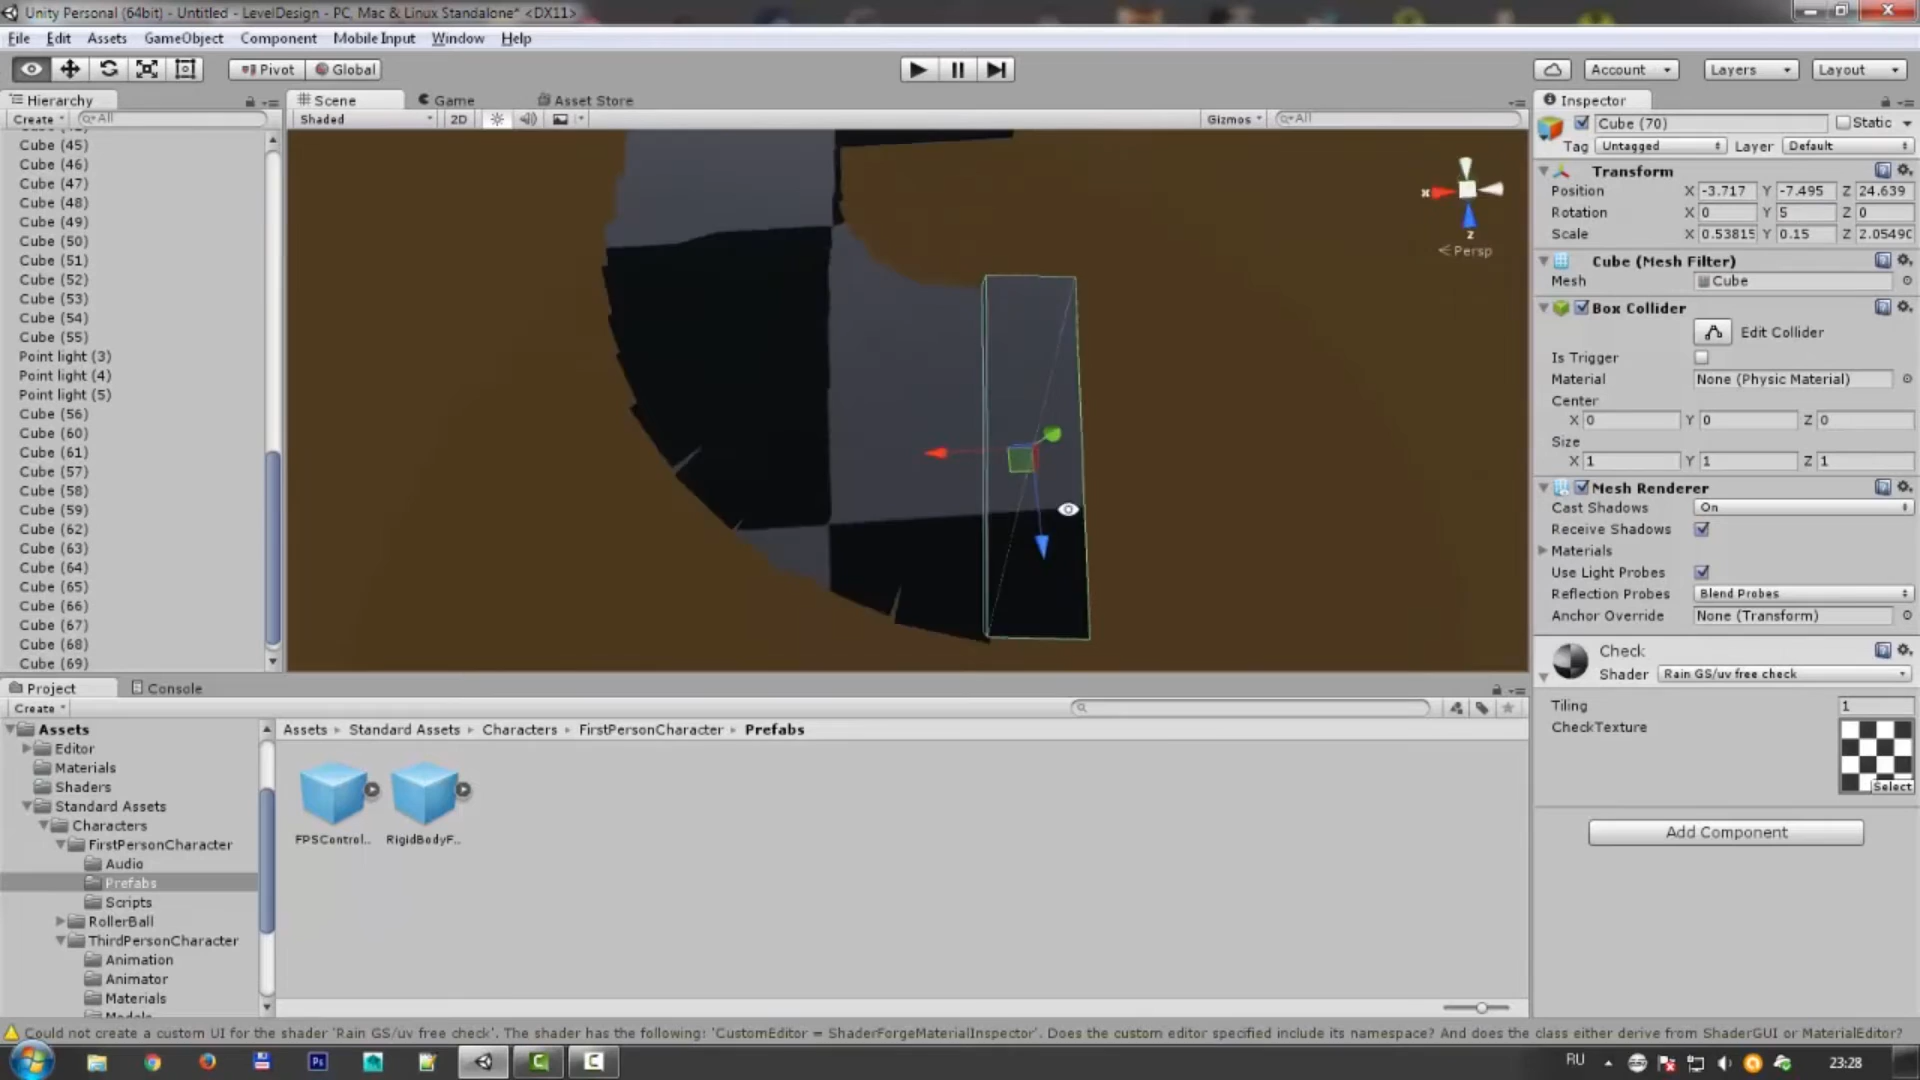 Unity Personal (64bit) - Untitled - LevelDesign - PC, Mac & Linux Standalone* <DX11>
File Edit Assets GameObject Component Mobile Input Window Help
Pivot Global Account Layers Layout
Hierarchy
Create All
Cube (45)
Cube (46)
Cube (47)
Cube (48)
Cube (49)
Cube (50)
Cube (51)
Cube (52)
Cube (53)
Cube (54)
Cube (55)
Point light (3)
Point light (4)
Point light (5)
Cube (56)
Cube (60)
Cube (61)
Cube (57)
Cube (58)
Cube (59)
Cube (62)
Cube (63)
Cube (64)
Cube (65)
Cube (66)
Cube (67)
Cube (68)
Cube (69)
Scene Game Asset Store
Shaded 2D Gizmos All
x
z
Persp
Inspector
Cube (70) Static
Tag Untagged Layer Default
Transform
Position X -3.717 Y -7.495 Z 24.639
Rotation X 0 Y 5 Z 0
Scale X 0.53815 Y 0.15 Z 2.0549
Cube (Mesh Filter)
Mesh Cube
Box Collider
Edit Collider
Is Trigger
Material None (Physic Material)
Center
X 0 Y 0 Z 0
Size
X 1 Y 1 Z 1
Mesh Renderer
Cast Shadows On
Receive Shadows
Materials
Use Light Probes
Reflection Probes Blend Probes
Anchor Override None (Transform)
Check
Shader Rain GS/uv free check
Tiling 1
CheckTexture
Select
Add Component
Project Console
Create
Assets
Editor
Materials
Shaders
Standard Assets
Characters
FirstPersonCharacter
Audio
Prefabs
Scripts
RollerBall
ThirdPersonCharacter
Animation
Animator
Materials
Assets Standard Assets Characters FirstPersonCharacter Prefabs
FPSControl.. RigidBodyF..
Could not create a custom UI for the shader 'Rain GS/uv free check'. The shader has the following: 'CustomEditor = ShaderForgeMaterialInspector'. Does the custom editor specified include its namespace? And does the class either derive from ShaderGUI or MaterialEditor?
Ps RU 23:28